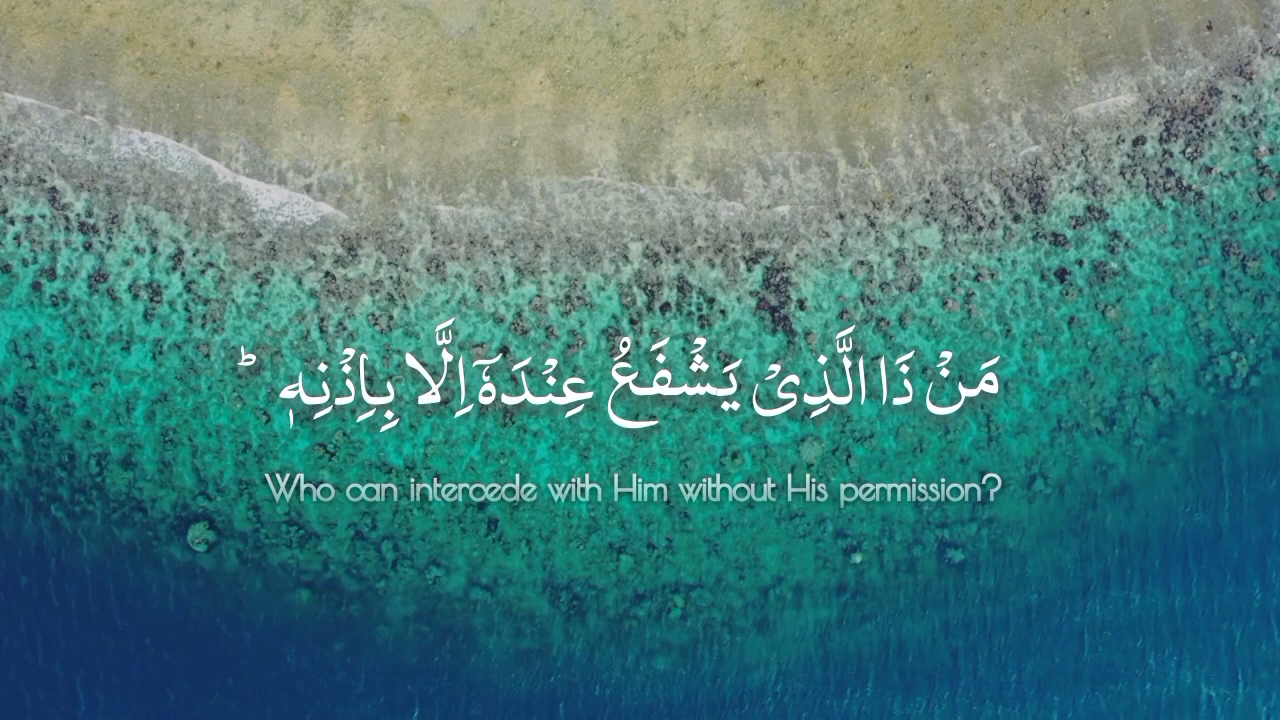 مَنْ ذَا الَّذِىْ يَشْفَعُ عِنْدَهٗۤ اِلَّا بِاِذْنِهٖ ؕ
Who can intercede with Him without His permission?